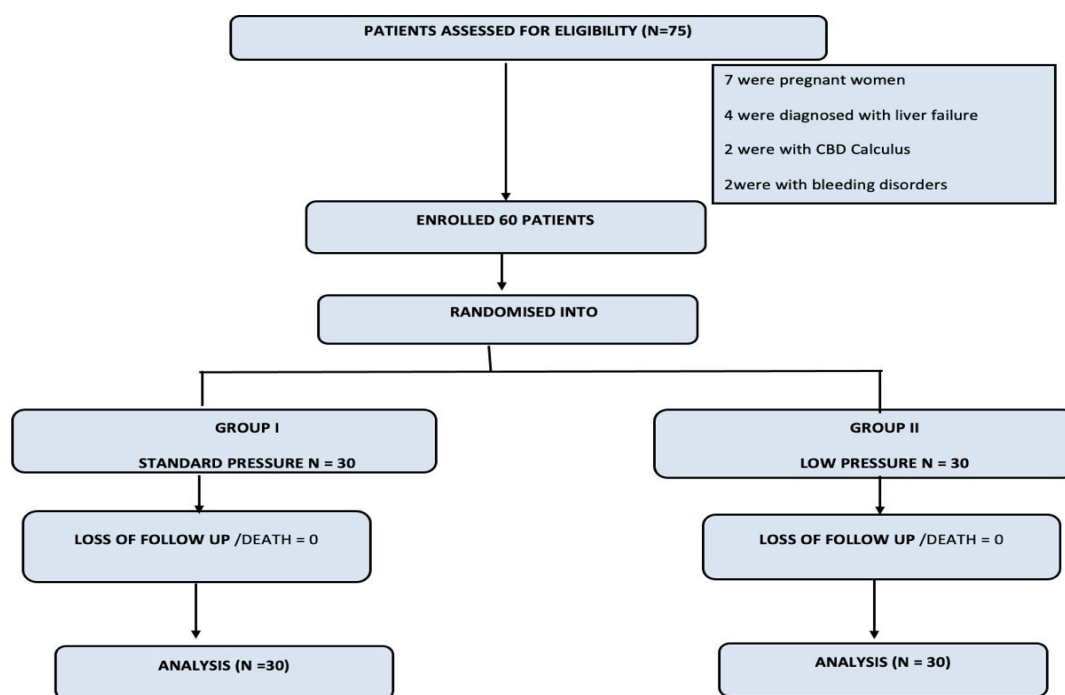 PATIENTS ASSESSED FOR ELIGIBILITY (N=75)
7 were pregnant women
4 were diagnosed with liver failure
2 were with CBD Calculus
2were with bleeding disorders
ENROLLED 60 PATIENTS
RANDOMISED INTO
GROUP I
STANDARD PRESSURE N = 30
GROUP II
LOW PRESSURE N = 30
LOSS OF FOLLOW UP /DEATH = 0
LOSS OF FOLLOW UP /DEATH = 0
ANALYSIS (N =30)
ANALYSIS (N = 30)